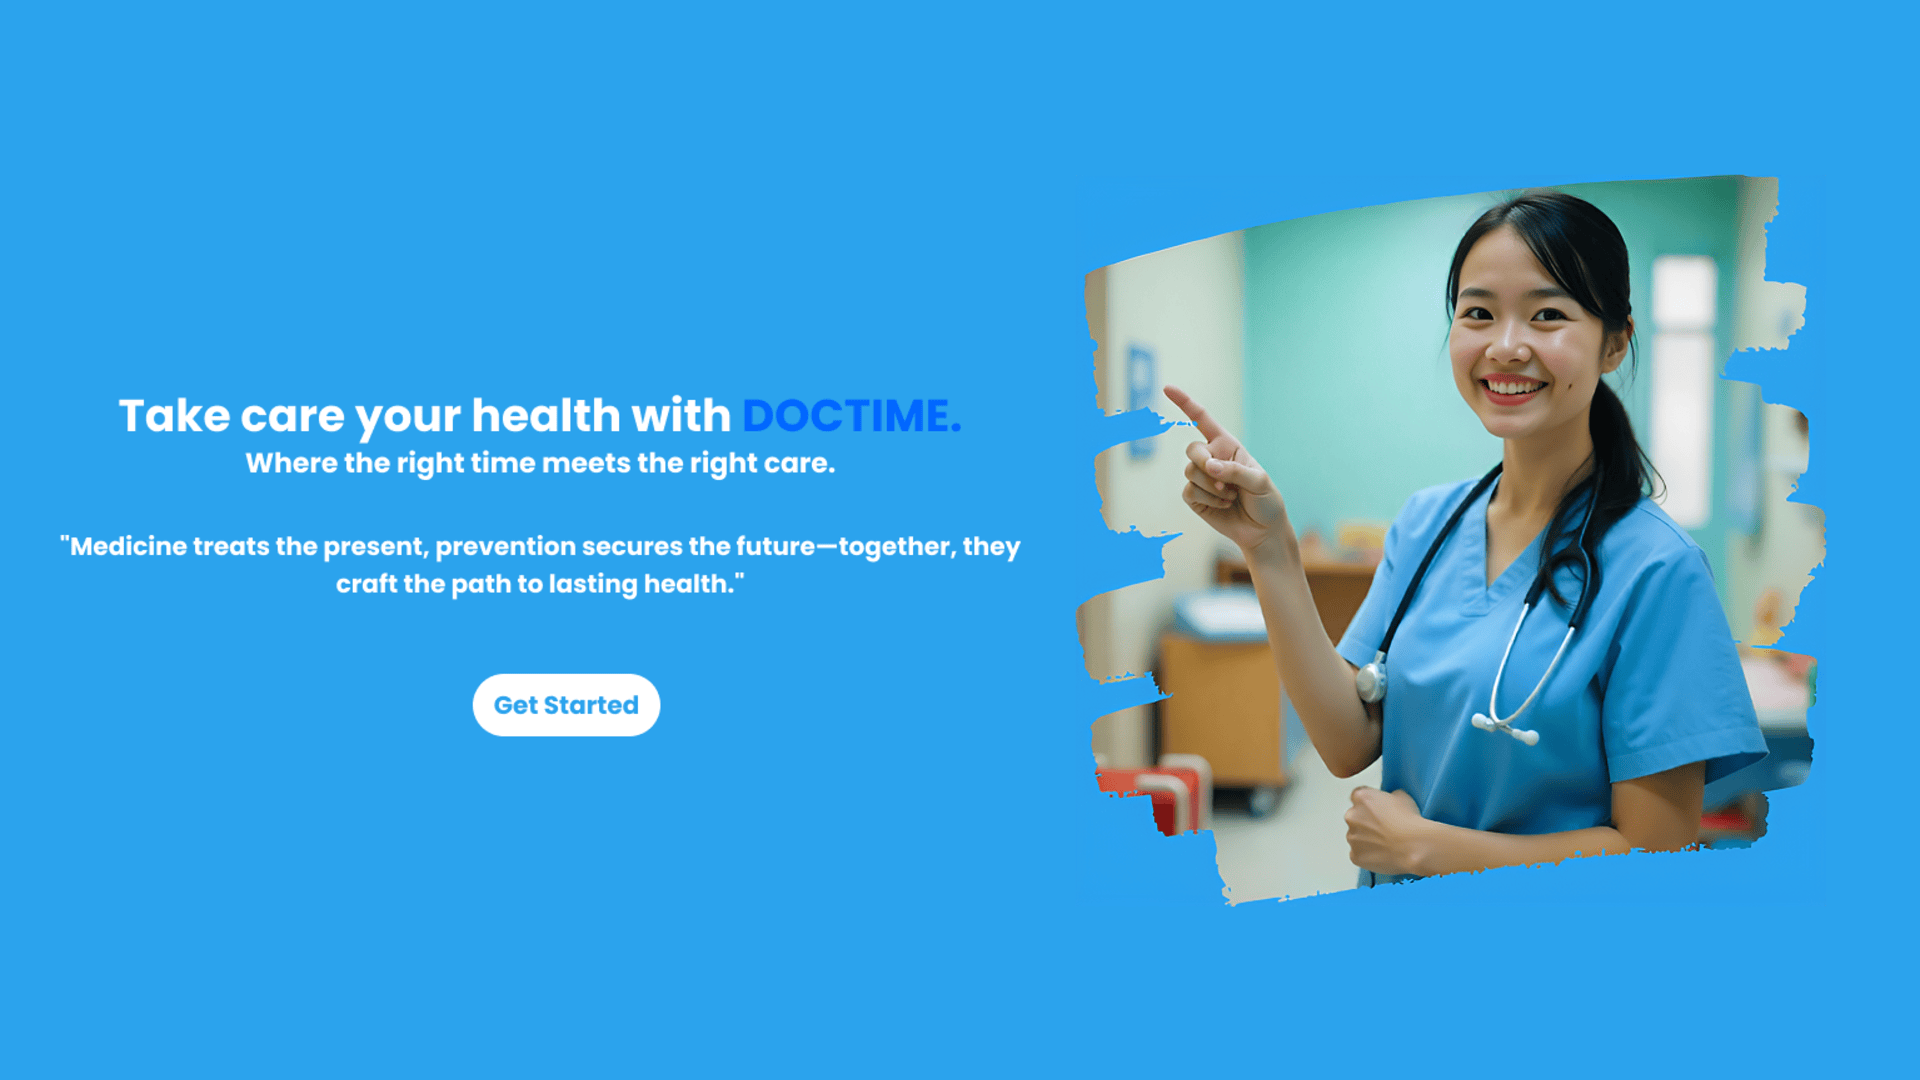 Take care your health with DOCTIME.
Where the right time meets the right care.
"Medicine treats the present, prevention secures the future—together, they
craft the path to lasting health."
Get Started